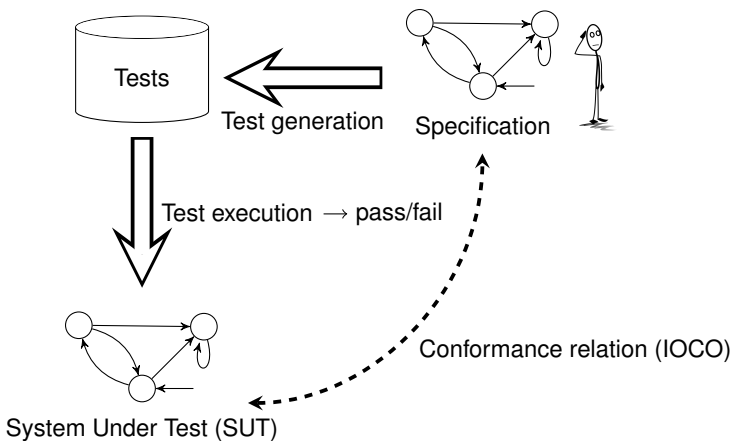 Tests
Test generation
Specification
Test execution → pass/fail
Conformance relation (IOCO)
System Under Test (SUT)